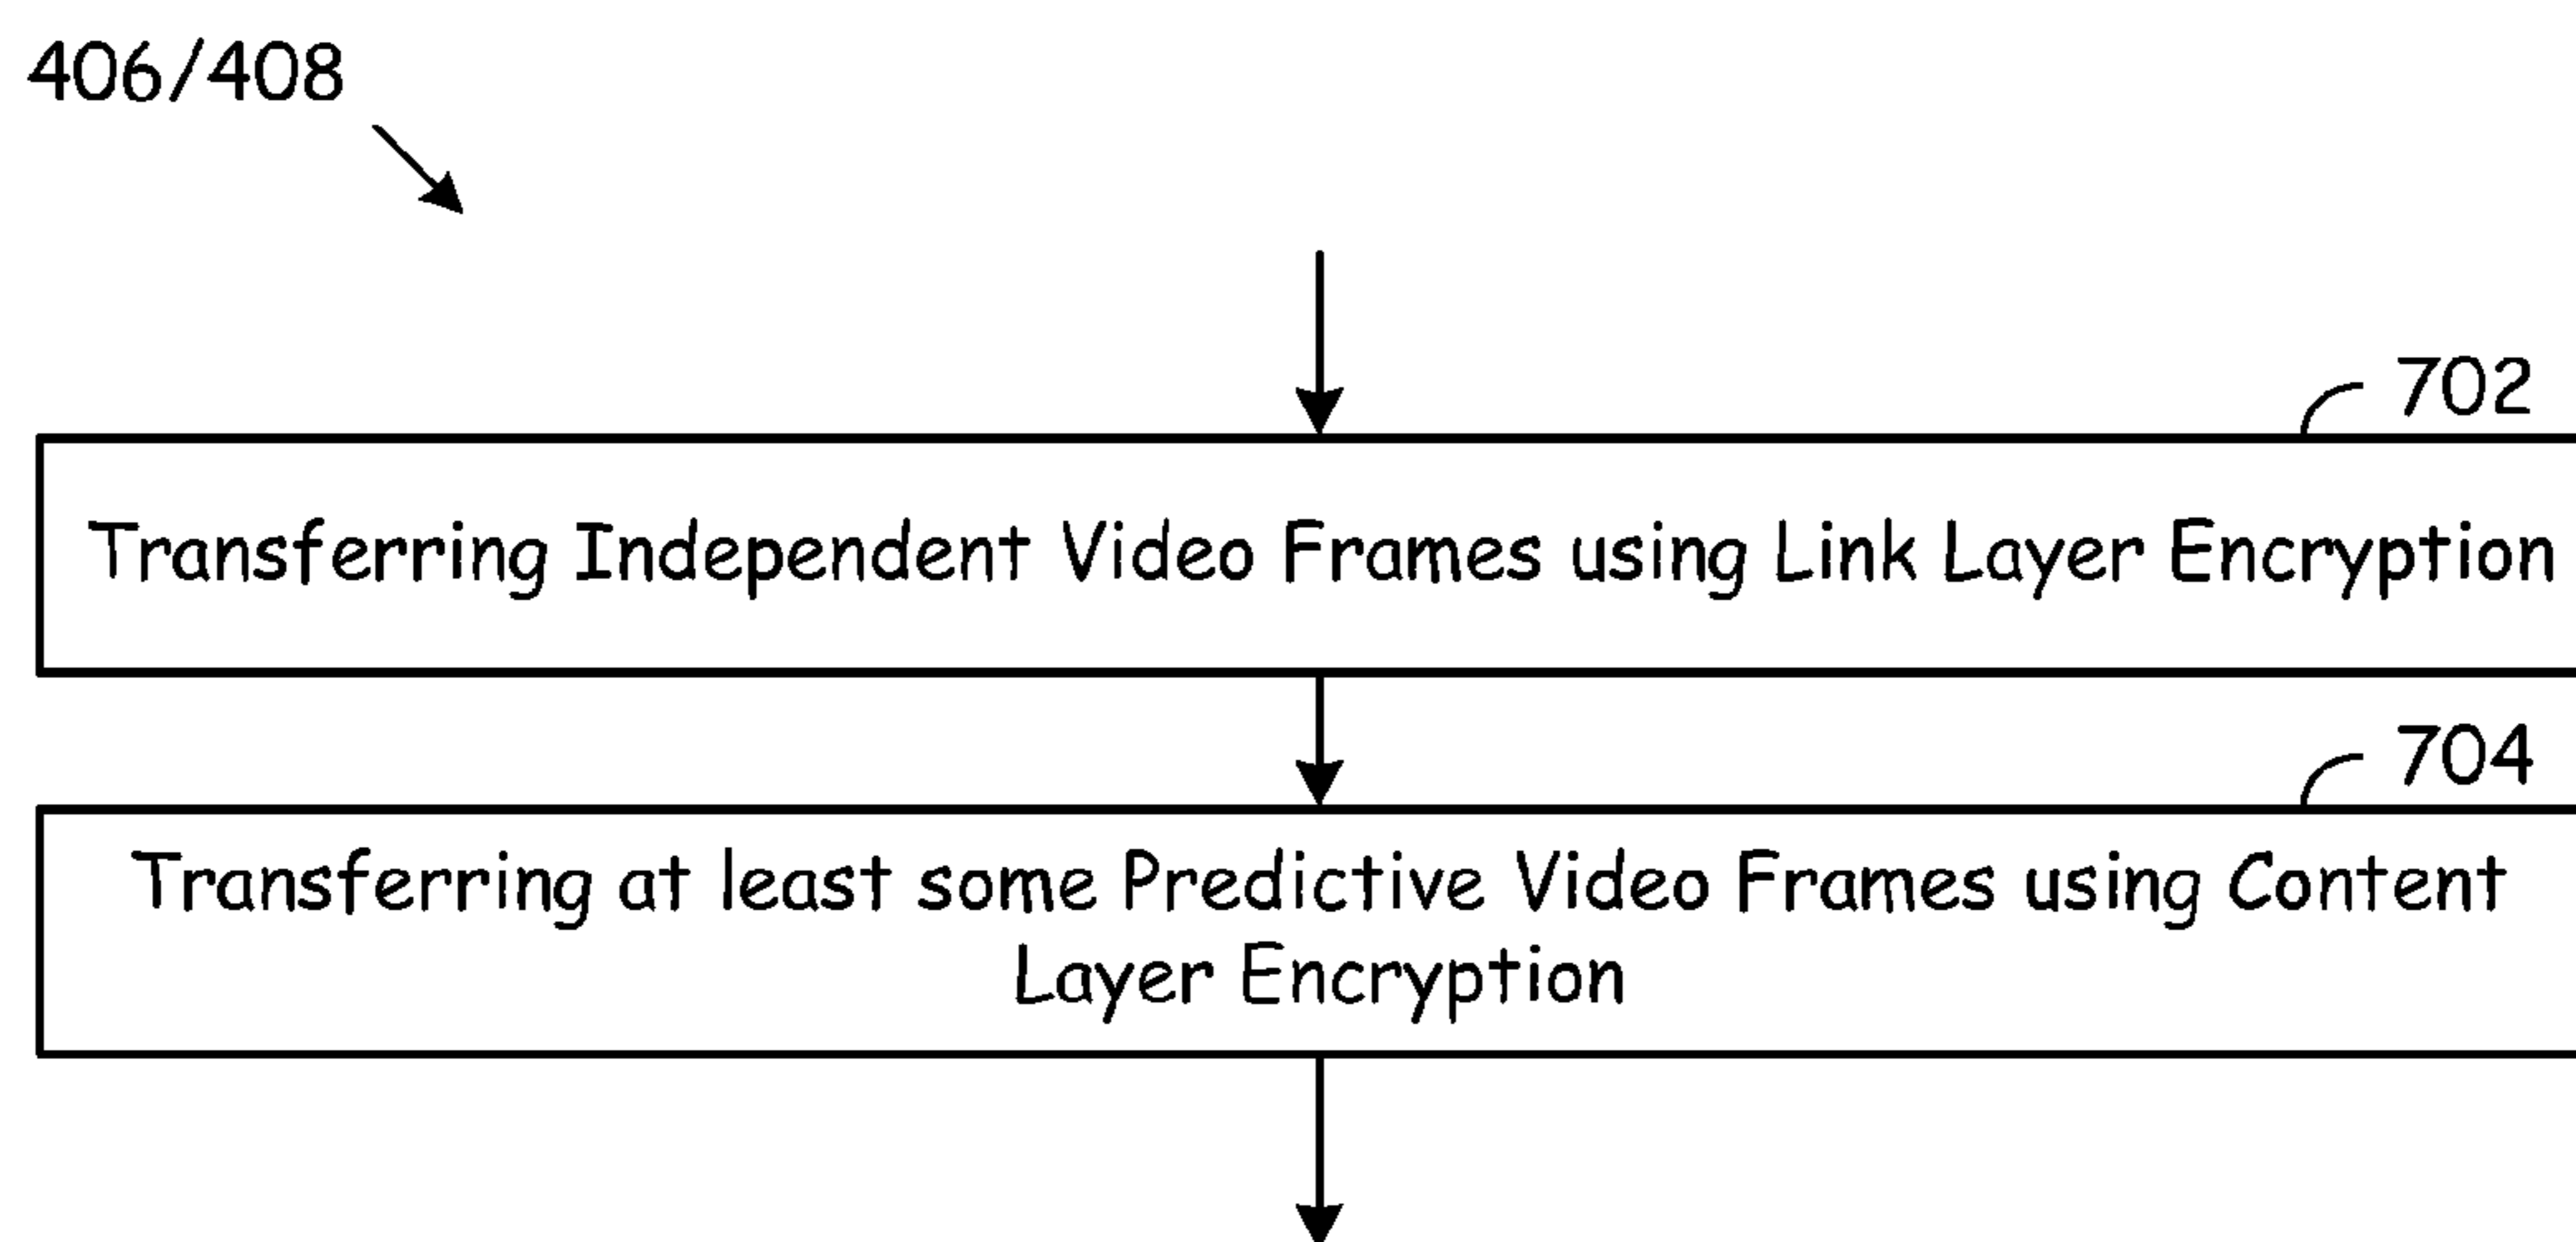 406/408
702
Transferring Independent Video Frames using Link Layer Encryption
704
Transferring at least some Predictive Video Frames using Content
Layer Encryption